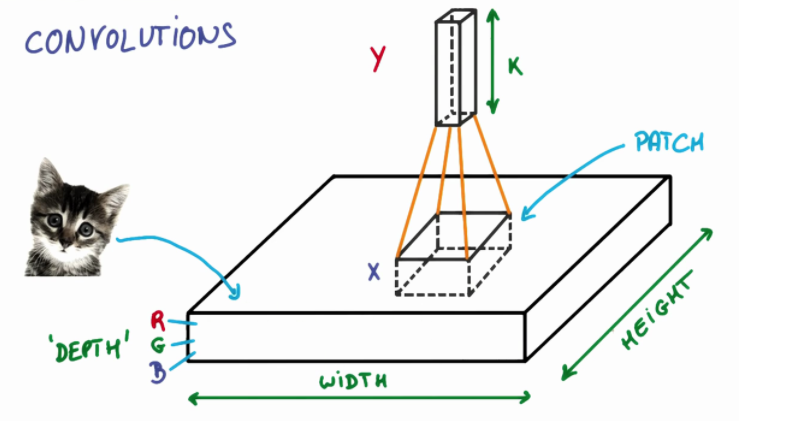 CONVOLUTIONS
Y
K
PATCH
X
R
'DEPTH'
G
B
WIDTH
HEIGHT